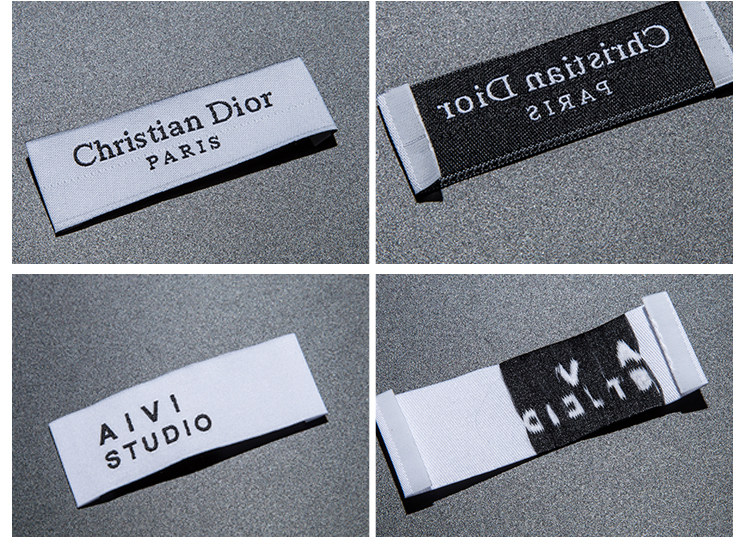 Christian Dior
PARIS
Christian Dior
PARIS
AIVI
STUDIO